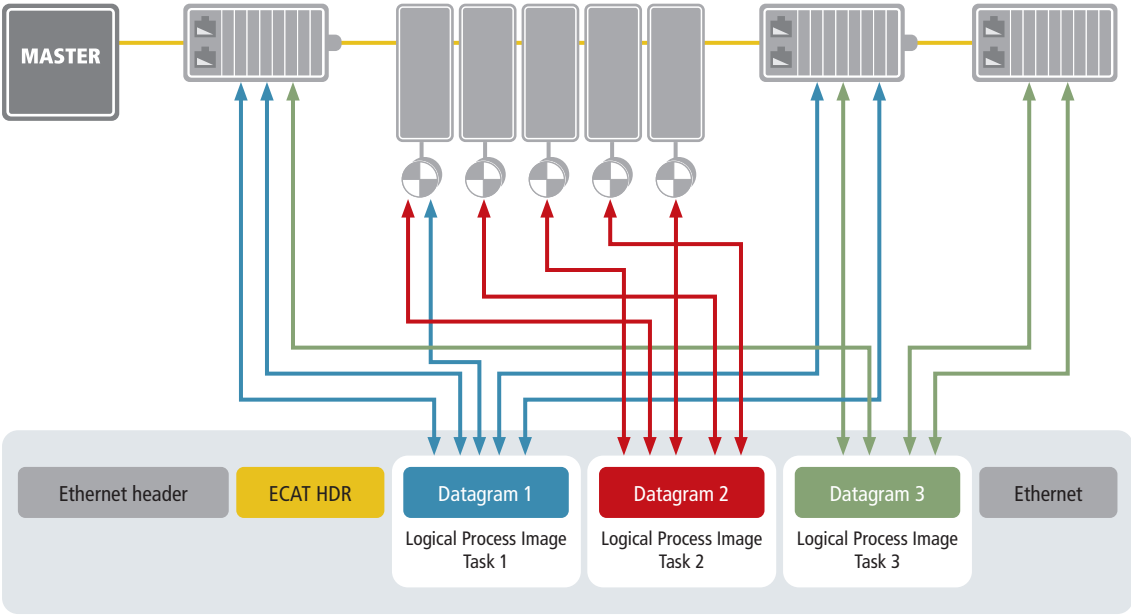 MASTER
Ethernet header
ECAT HDR
Datagram 1
Datagram 2
Datagram 3
Ethernet
Logical Process Image
Task 1
Logical Process Image
Task 2
Logical Process Image
Task 3